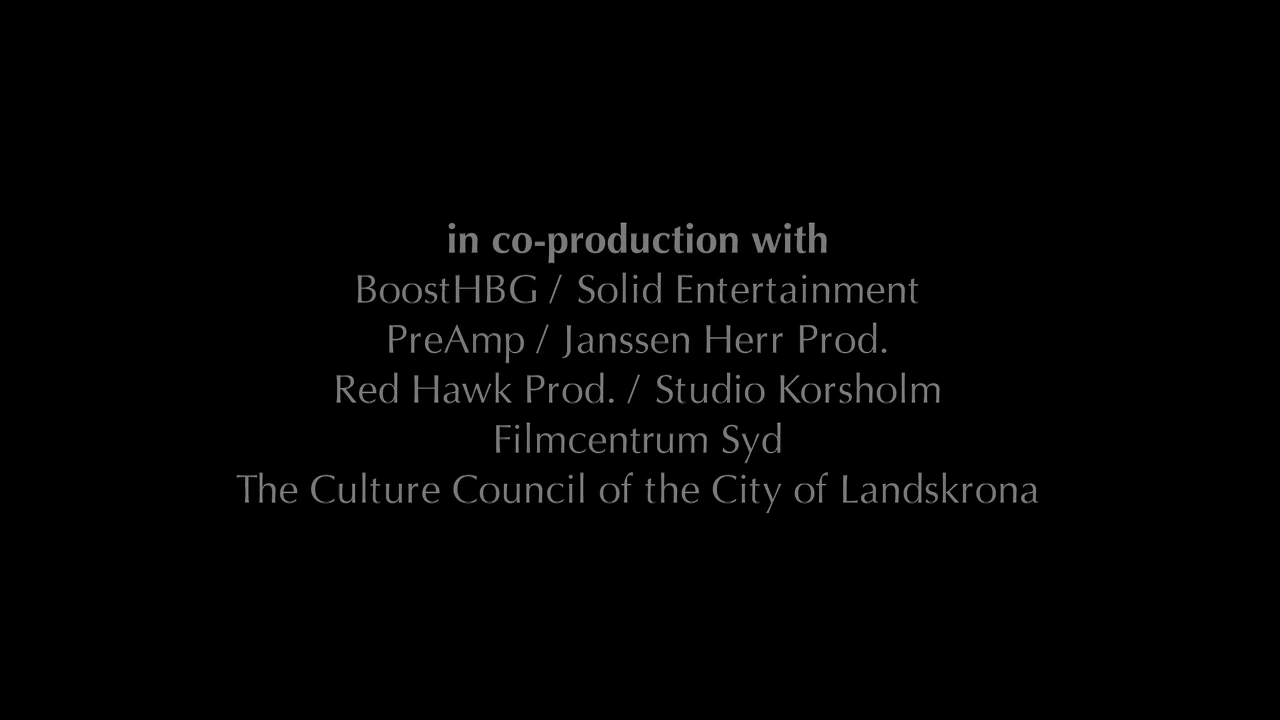 in co-production with
BoostHBG / Solid Entertainment
PreAmp / Janssen Herr Prod.
Red Hawk Prod. / Studio Korsholm
Filmcentrum Syd
The Culture Council of the City of Landskrona